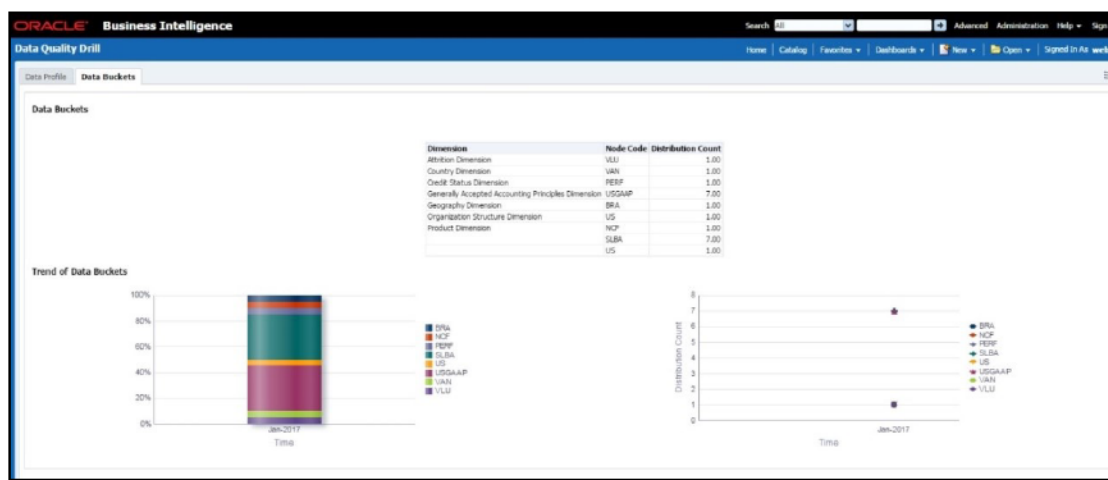 ORACLE Business Intelligence
Search All Advanced Administration Help Sign
Data Quality Drill
Home Catalog Favorites Dashboards New Open Signed In As
Data Profile Data Buckets
Data Buckets
Dimension Node Code Distribution Count
Attrition Dimension VLU 1.00
Country Dimension VAN 1.00
Credit Status Dimension PERF 1.00
Generally Accepted Accounting Principles Dimension USGAAP 7.00
Geography Dimension BRA 1.00
Organization Structure Dimension US 1.00
Product Dimension NCF 1.00
SLBA 7.00
US 1.00
Trend of Data Buckets
100%
80%
60%
40%
20%
0%
Jan-2017
Time
BRA
NCF
PERF
SLBA
US
USGAAP
VAN
VLU
Distribution Count
8
7
6
5
4
3
2
1
0
Jan-2017
Time
BRA
NCF
PERF
SLBA
US
USGAAP
VAN
VLU